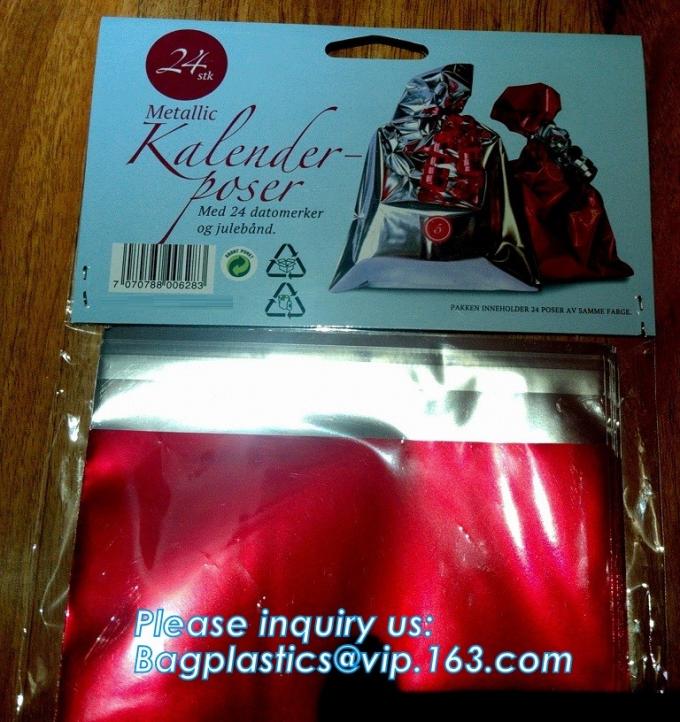 24
stk
Metallic
Kalender-
poser
Med 24 datomerker
og julebånd.
5
7 070788 006283
PAKKEN INNEHOLDER 24 POSER AV SAMME FARGE.
Please inquiry us:
Bagplastics@vip.163.com